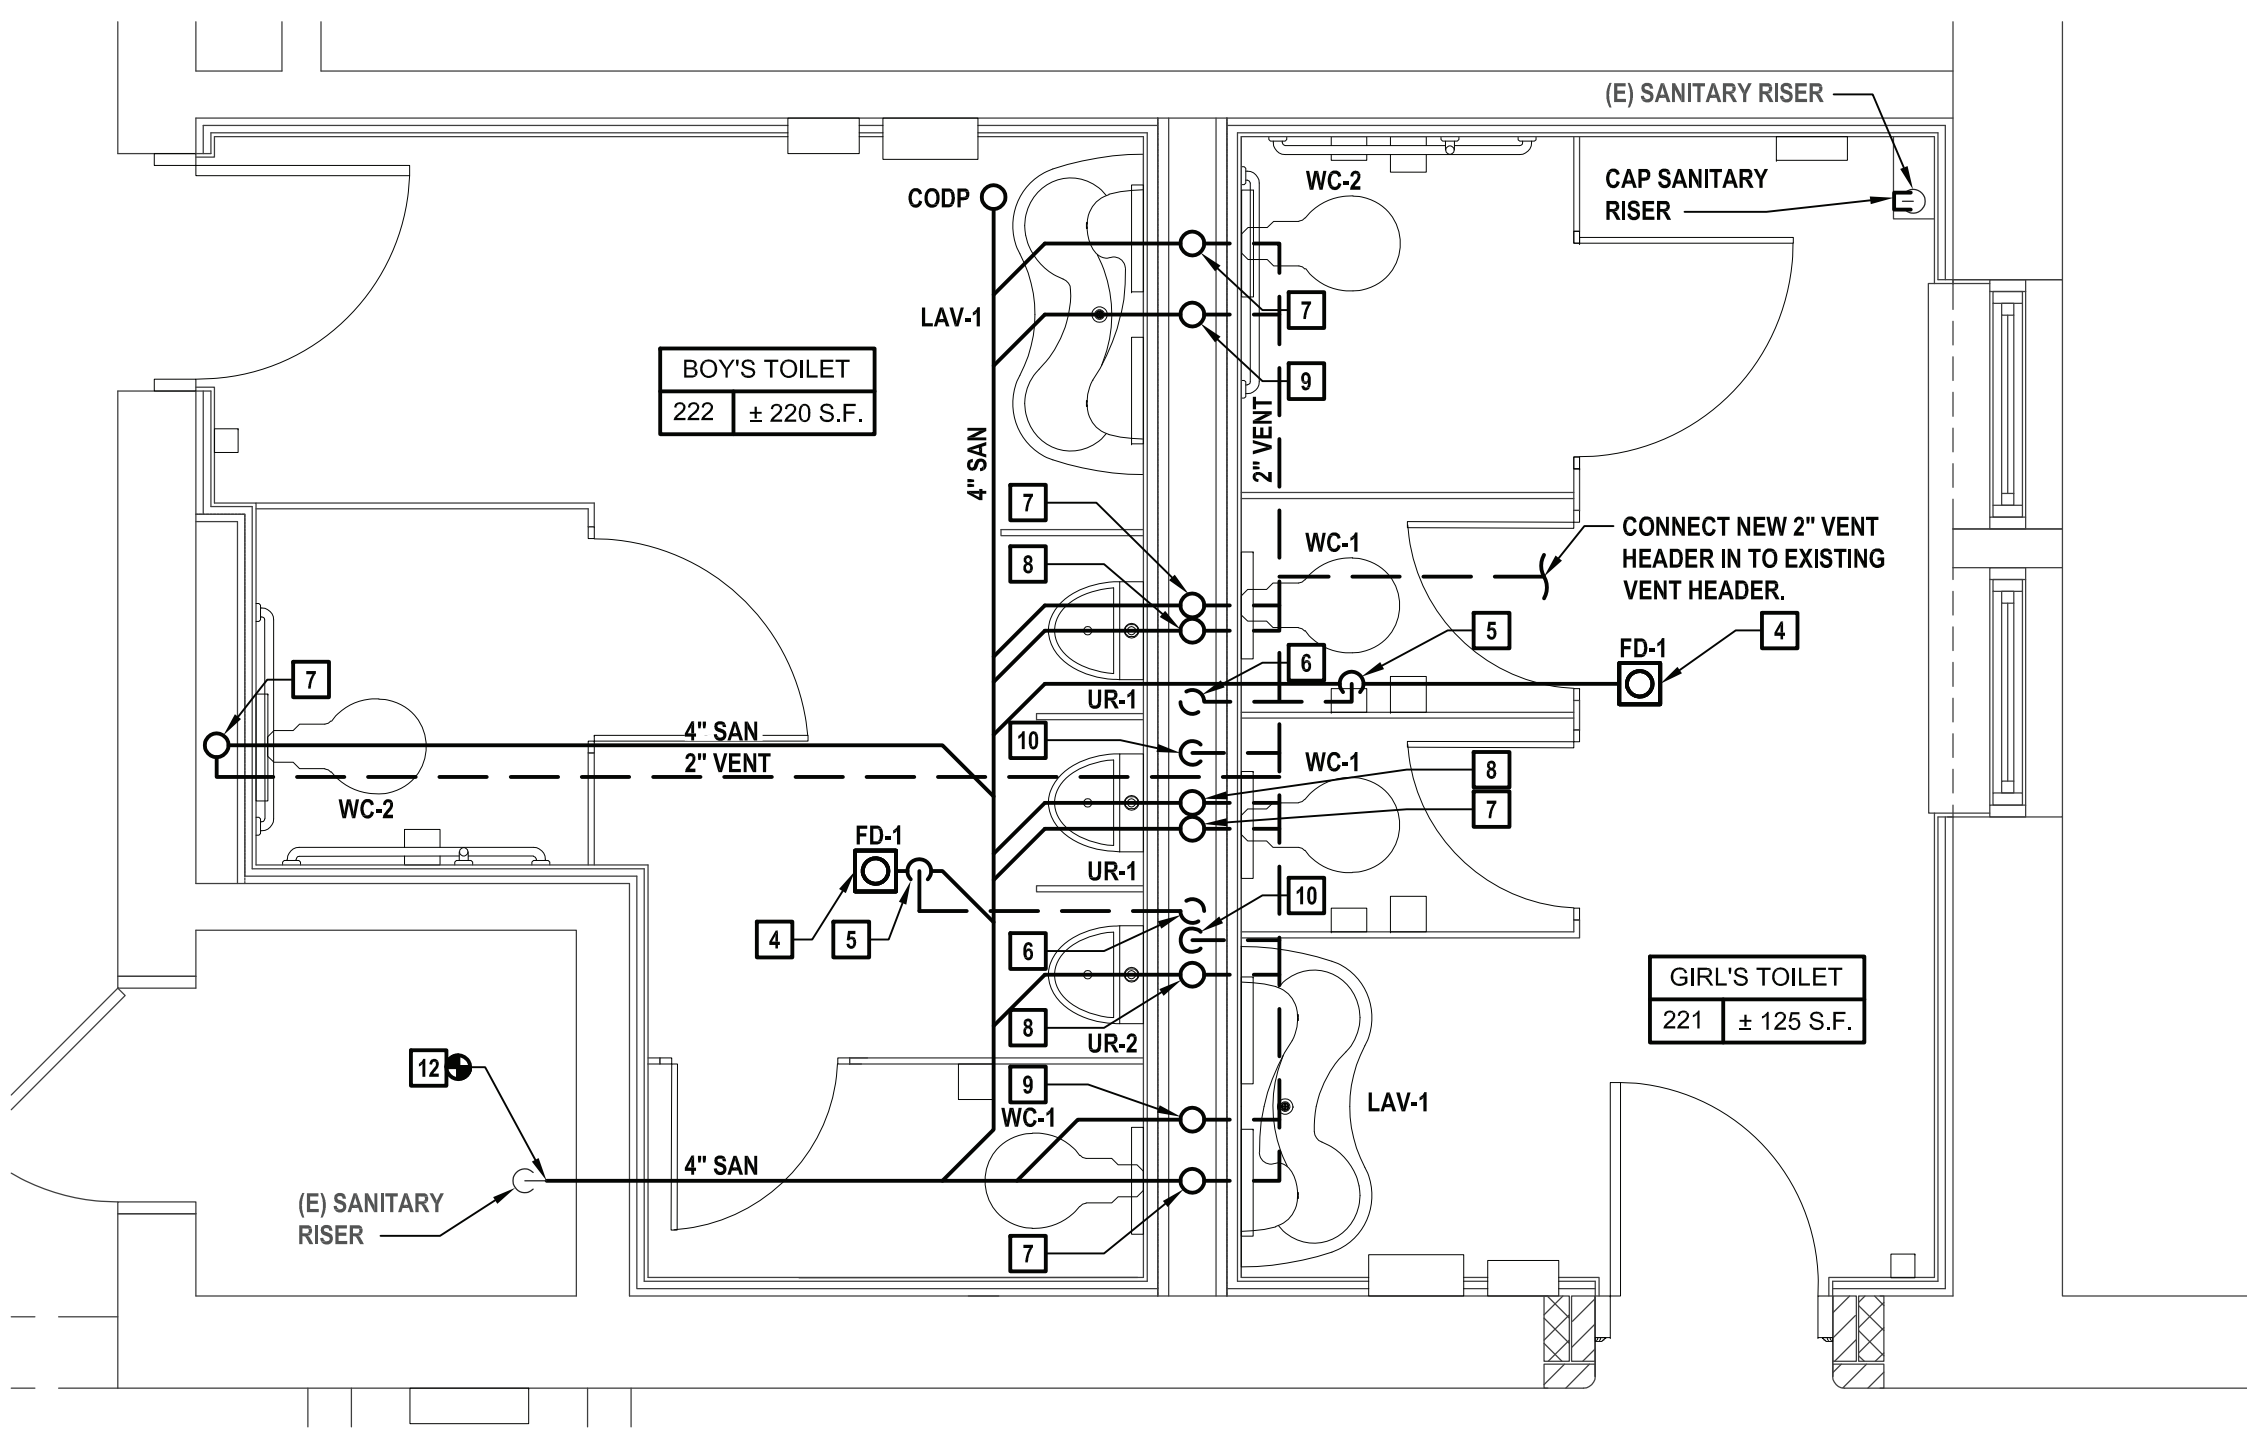 (E) SANITARY RISER
CAP SANITARY
RISER
WC-2
CODP
7
LAV-1
9
BOY'S TOILET
222
± 220 S.F.
2" VENT
4" SAN
7
8
WC-1
CONNECT NEW 2" VENT
HEADER IN TO EXISTING
VENT HEADER.
5
4
FD-1
6
7
UR-1
10
4" SAN
2" VENT
WC-1
8
7
WC-2
FD-1
UR-1
10
4
5
6
GIRL'S TOILET
221
± 125 S.F.
8
UR-2
12
9
WC-1
LAV-1
4" SAN
(E) SANITARY
RISER
7